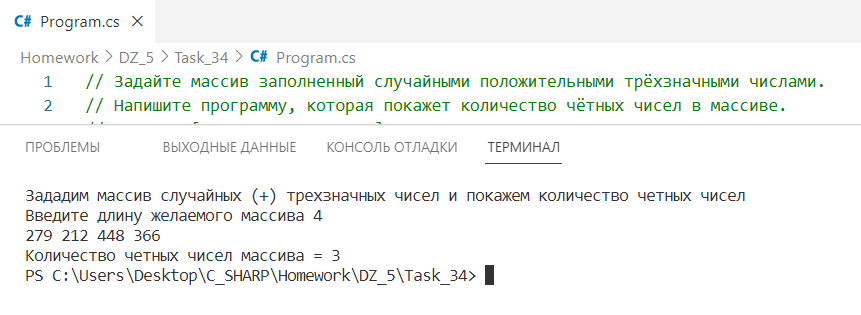 C# Program.cs ×
Homework > DZ_5 > Task_34 > C# Program.cs
1 // Задайте массив заполненный случайными положительными трёхзначными числами.
2 // Напишите программу, которая покажет количество чётных чисел в массиве.
ПРОБЛЕМЫ ВЫХОДНЫЕ ДАННЫЕ КОНСОЛЬ ОТЛАДКИ ТЕРМИНАЛ
Зададим массив случайных (+) трехзначных чисел и покажем количество четных чисел
Введите длину желаемого массива 4
279 212 448 366
Количество четных чисел массива = 3
PS C:\Users\Desktop\C_SHARP\Homework\DZ_5\Task_34>